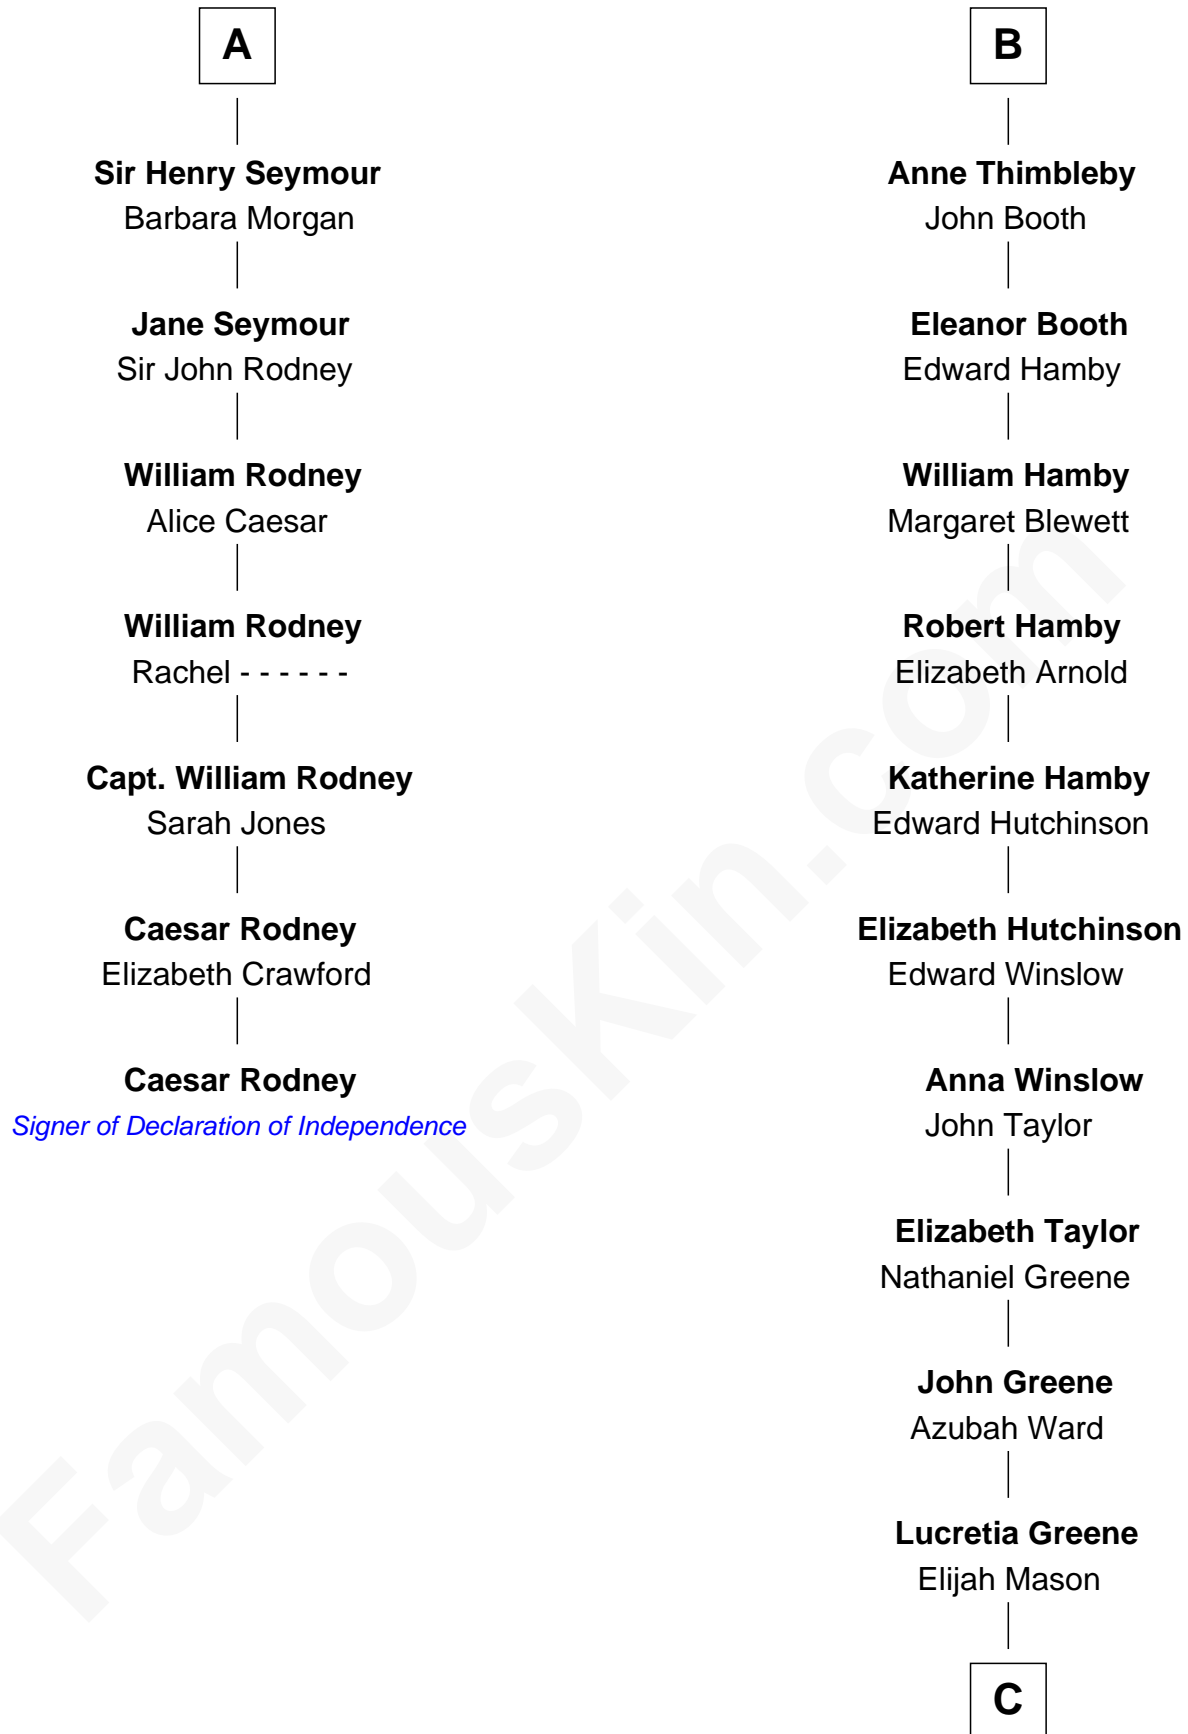 A
Sir Henry Seymour
Barbara Morgan
Jane Seymour
Sir John Rodney
William Rodney
Alice Caesar
William Rodney
Rachel - - - - - -
Capt. William Rodney
Sarah Jones
Caesar Rodney
Elizabeth Crawford
Caesar Rodney
Signer of Declaration of Independence
B
Anne Thimbleby
John Booth
Eleanor Booth
Edward Hamby
William Hamby
Margaret Blewett
Robert Hamby
Elizabeth Arnold
Katherine Hamby
Edward Hutchinson
Elizabeth Hutchinson
Edward Winslow
Anna Winslow
John Taylor
Elizabeth Taylor
Nathaniel Greene
John Greene
Azubah Ward
Lucretia Greene
Elijah Mason
C
FamousKin.com